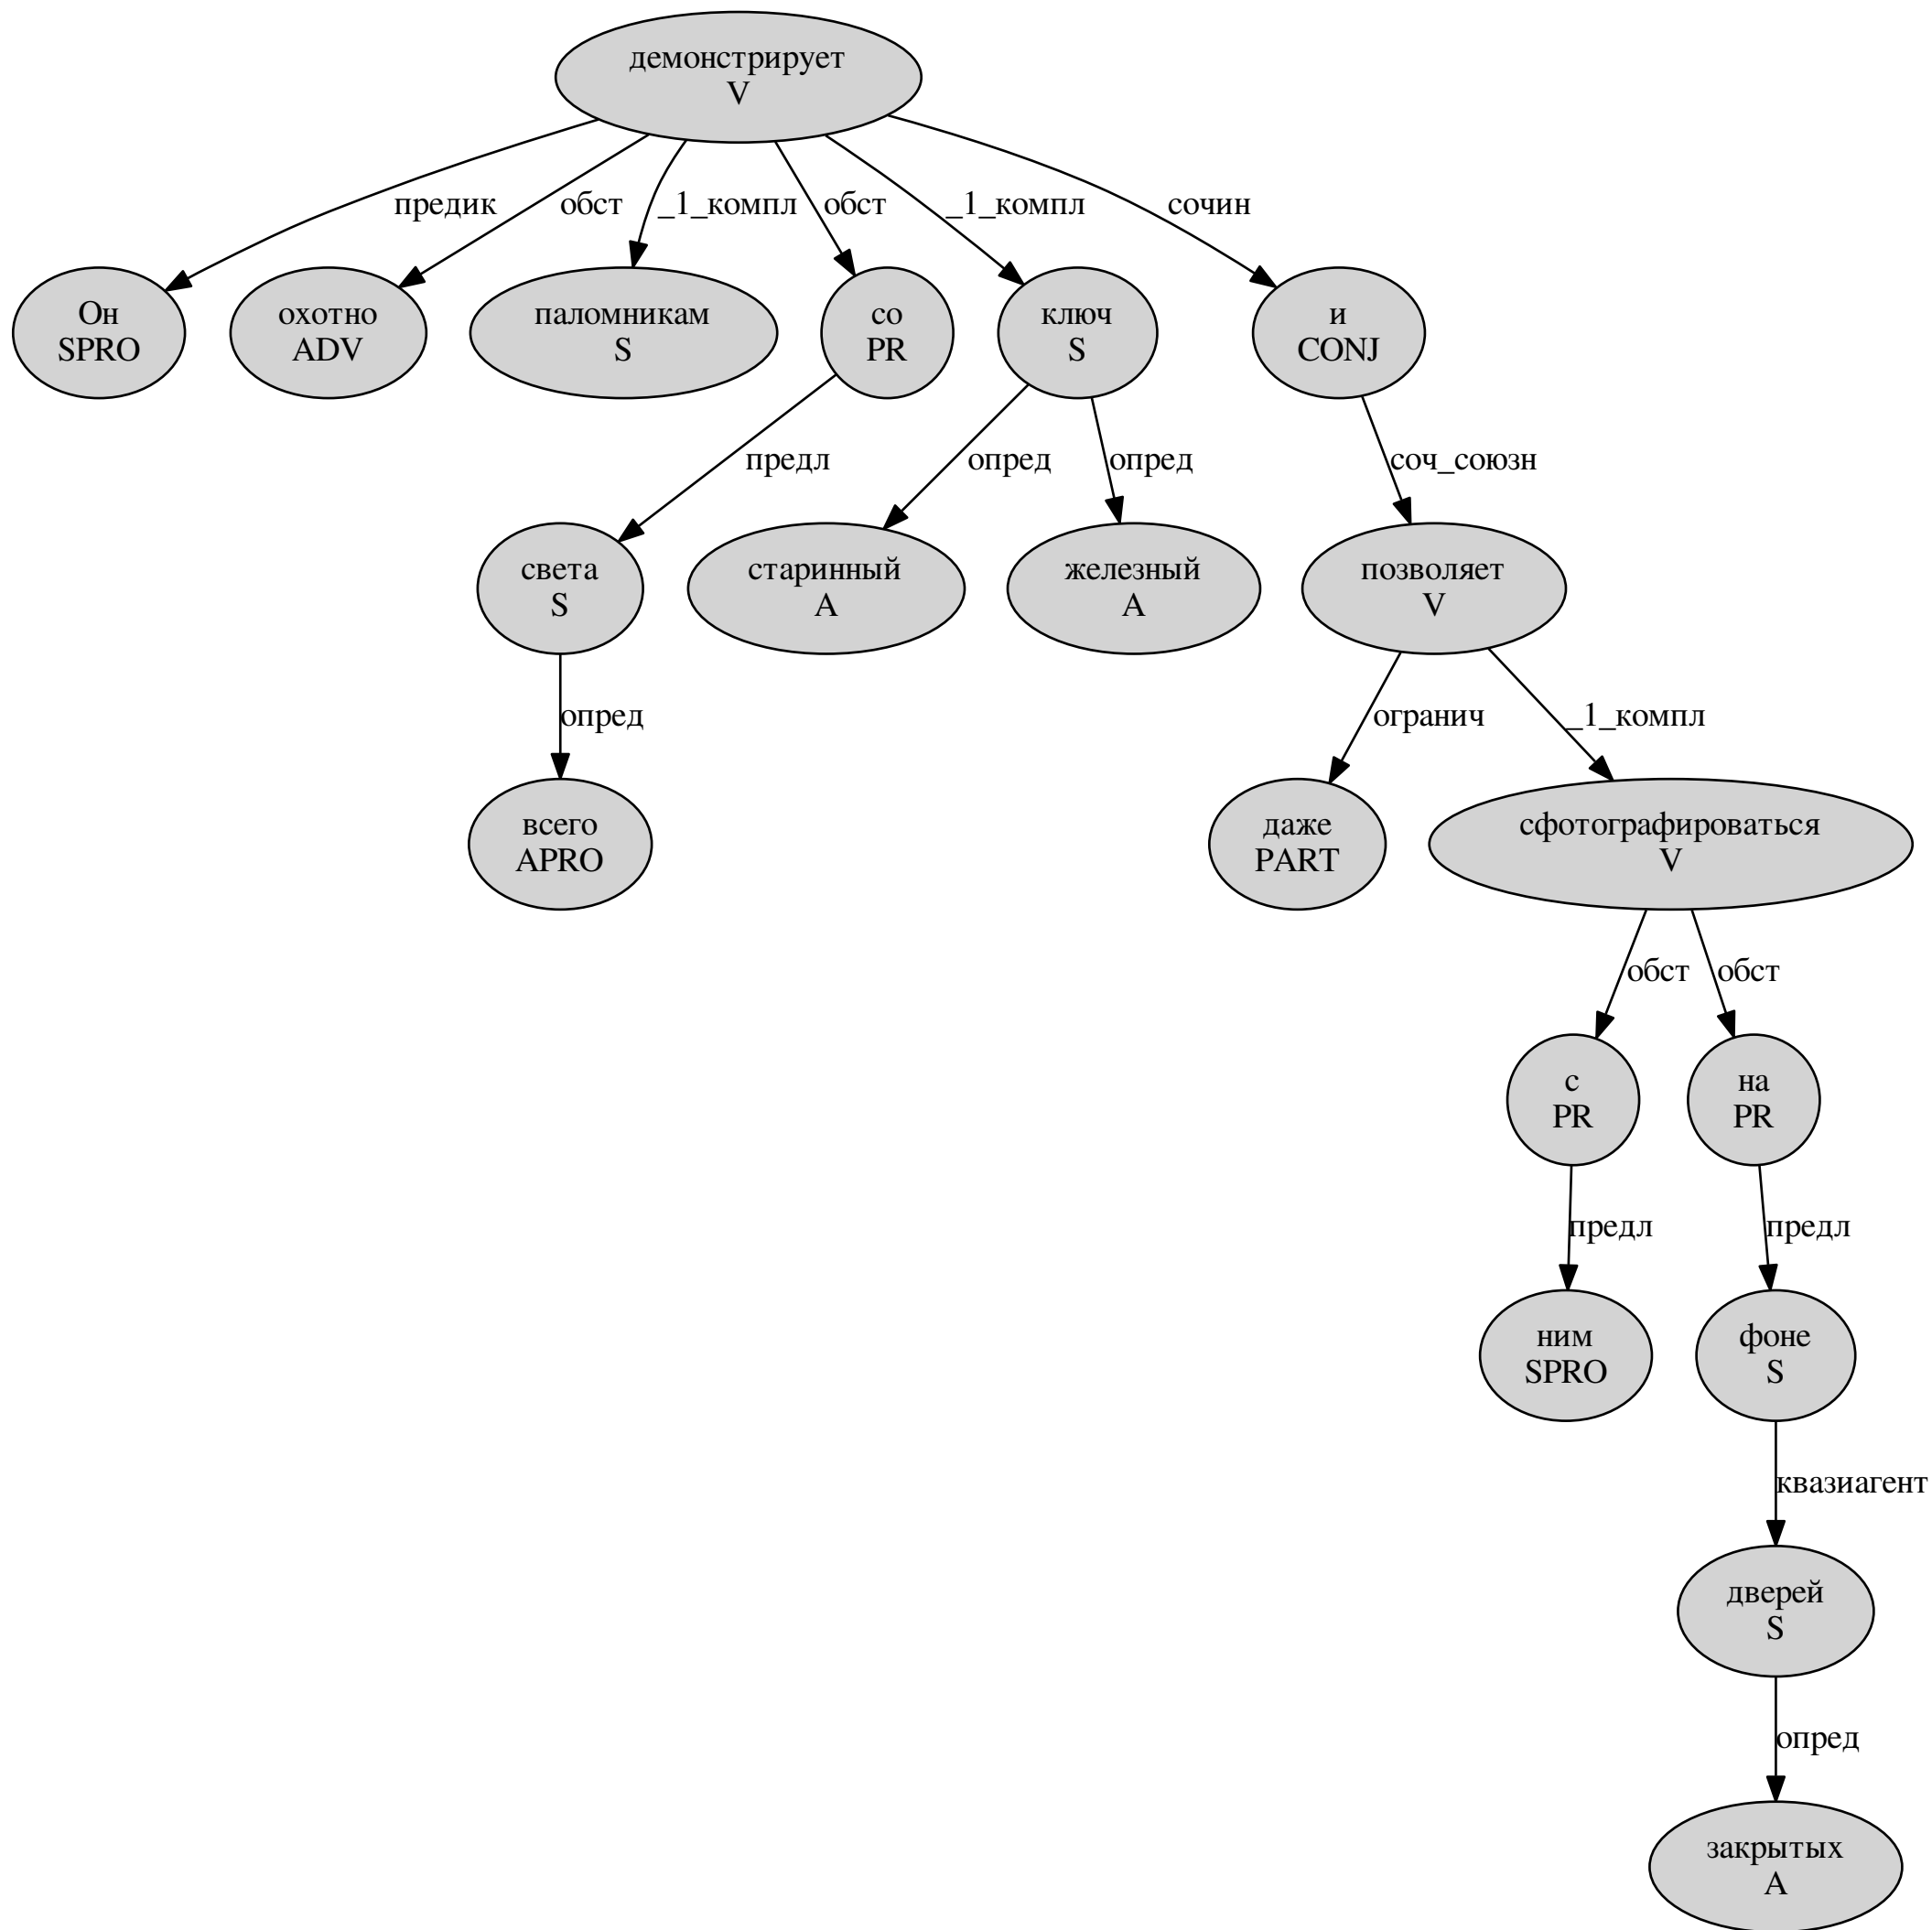 демонстрирует
V
предик
обст
_1_компл
обст
_1_компл
сочин
Он
SPRO
охотно
ADV
паломникам
S
со
PR
ключ
S
и
CONJ
предл
опред
опред
соч_союзн
света
S
старинный
A
железный
A
позволяет
V
опред
огранич
_1_компл
всего
APRO
даже
PART
сфотографироваться
V
обст
обст
с
PR
на
PR
предл
предл
ним
SPRO
фоне
S
квазиагент
дверей
S
опред
закрытых
A